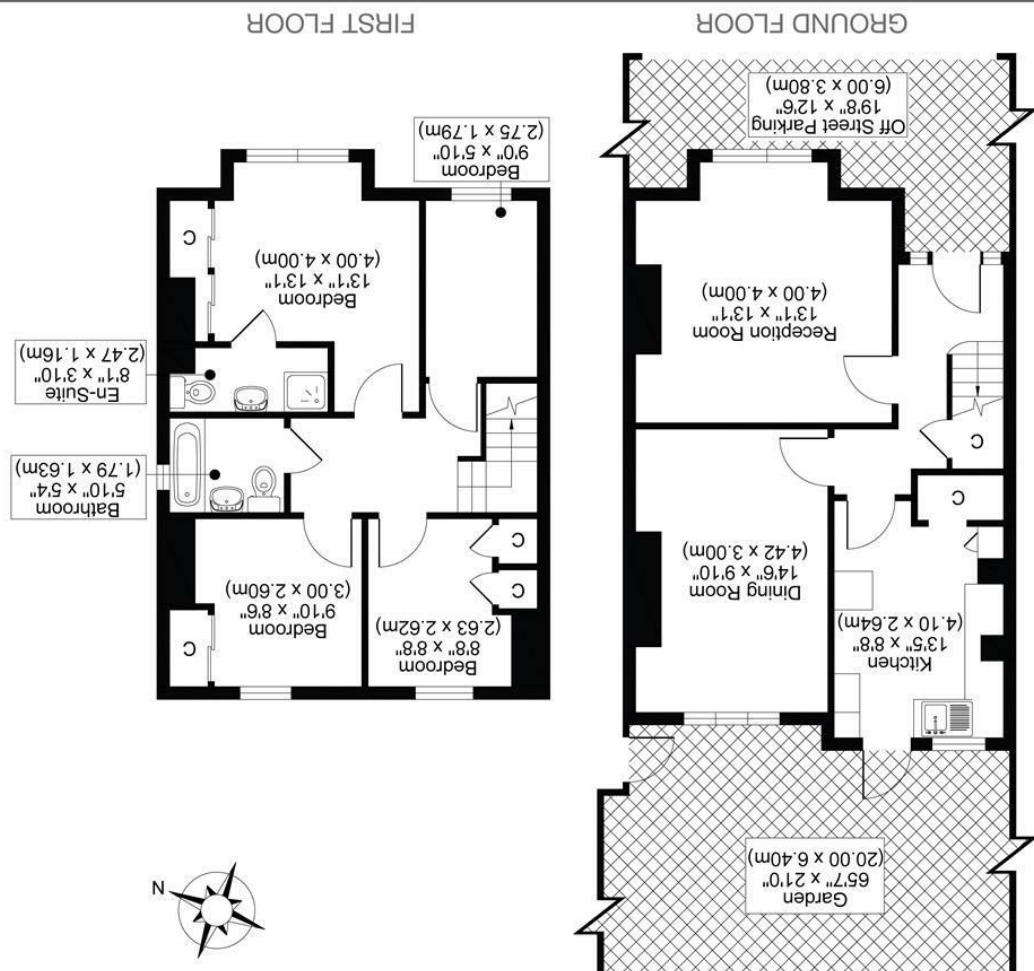 Garden
65'7" x 21'0"
(20.00 x 6.40m)
Kitchen
13'5" x 8'8"
(4.10 x 2.64m)
Dining Room
14'6" x 9'10"
(4.42 x 3.00m)
C
C
Reception Room
13'1" x 13'1"
(4.00 x 4.00m)
Off Street Parking
19'8" x 12'6"
(6.00 x 3.80m)
GROUND FLOOR
N
Bedroom
8'8" x 8'8"
(2.63 x 2.62m)
Bedroom
9'10" x 8'6"
(3.00 x 2.60m)
C
C
C
Bathroom
5'10" x 5'4"
(1.79 x 1.63m)
En-Suite
8'1" x 3'10"
(2.47 x 1.16m)
Bedroom
13'1" x 13'1"
(4.00 x 4.00m)
C
Bedroom
9'0" x 5'10"
(2.75 x 1.79m)
FIRST FLOOR